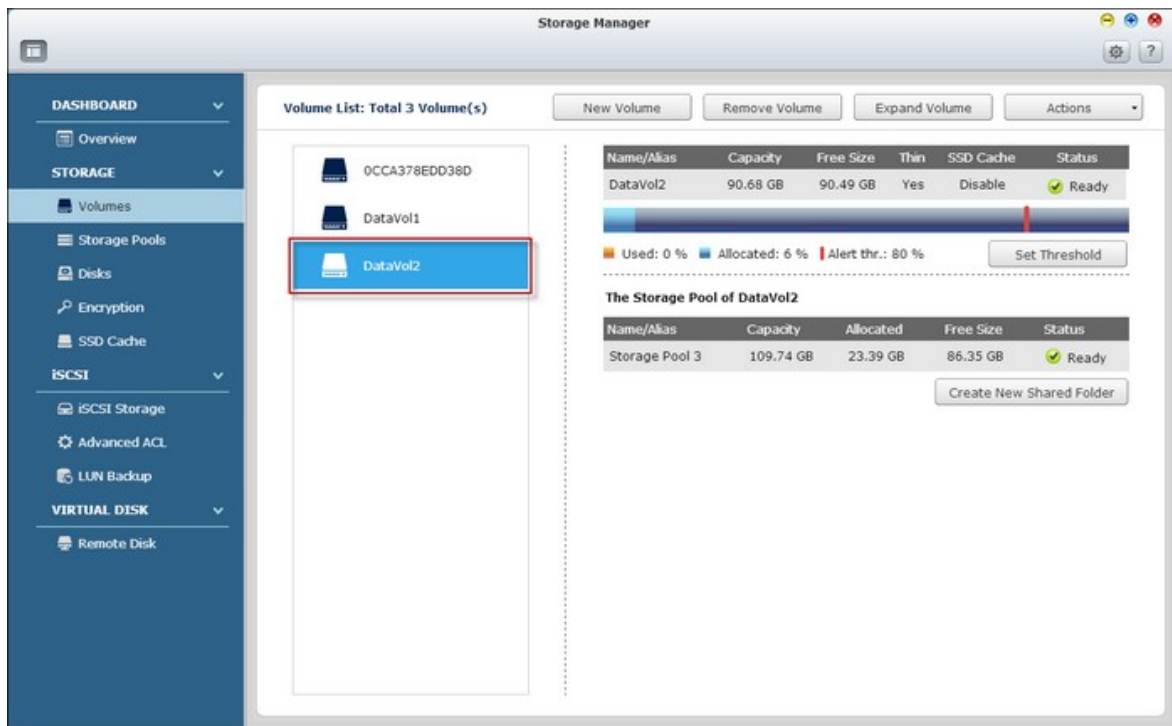 Storage Manager
?
DASHBOARD
Overview
STORAGE
Volumes
Storage Pools
Disks
Encryption
SSD Cache
iSCSI
iSCSI Storage
Advanced ACL
LUN Backup
VIRTUAL DISK
Remote Disk
Volume List: Total 3 Volume(s)
New Volume Remove Volume Expand Volume Actions
0CCA378EDD38D
DataVol1
DataVol2
Name/Alias Capacity Free Size Thin SSD Cache Status
DataVol2 90.68 GB 90.49 GB Yes Disable Ready
Used: 0 % Allocated: 6 % Alert thr.: 80 % Set Threshold
The Storage Pool of DataVol2
Name/Alias Capacity Allocated Free Size Status
Storage Pool 3 109.74 GB 23.39 GB 86.35 GB Ready
Create New Shared Folder